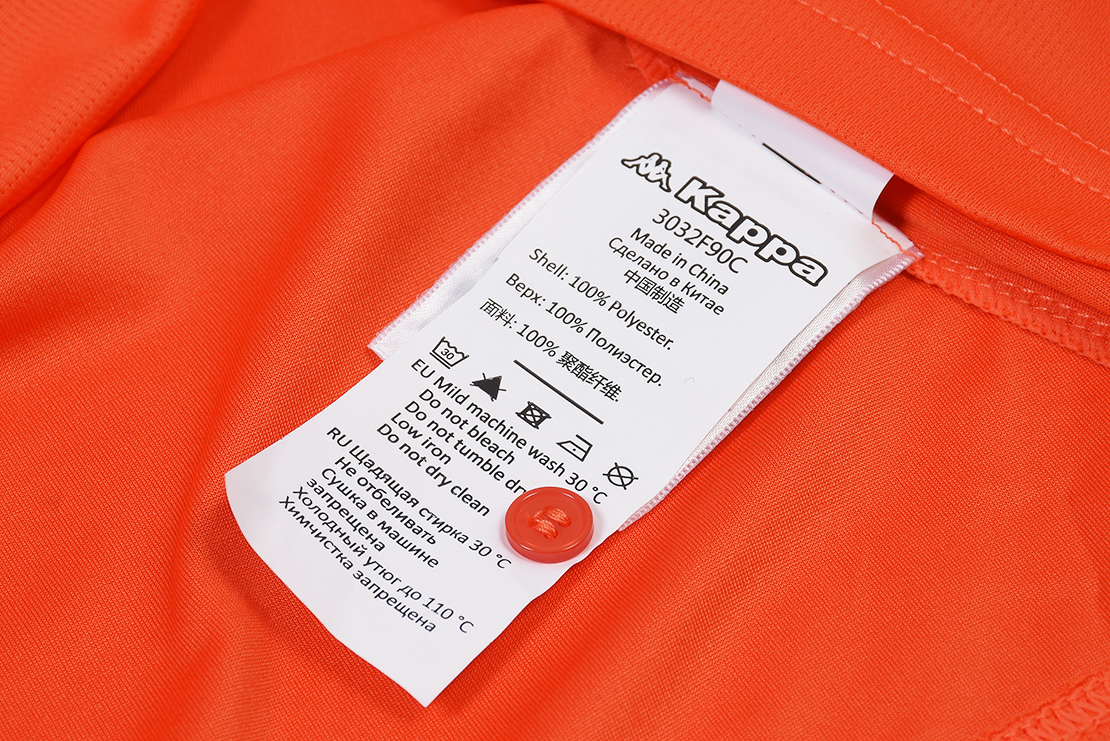 Kappa
3032F90C
Made in China
Сделано в Китае
中国制造
Shell: 100% Polyester.
Верх: 100% Полиэстер.
面料: 100% 聚酯纤维.
30
EU Mild machine wash 30 °C
Do not bleach
Do not tumble
Low iron
Do not dry clean
RU Щадящая стирка 30 °C
Не отбеливать
Сушка в машине
запрещена
Холодный утюг до 110 °C
Химчистка запрещена